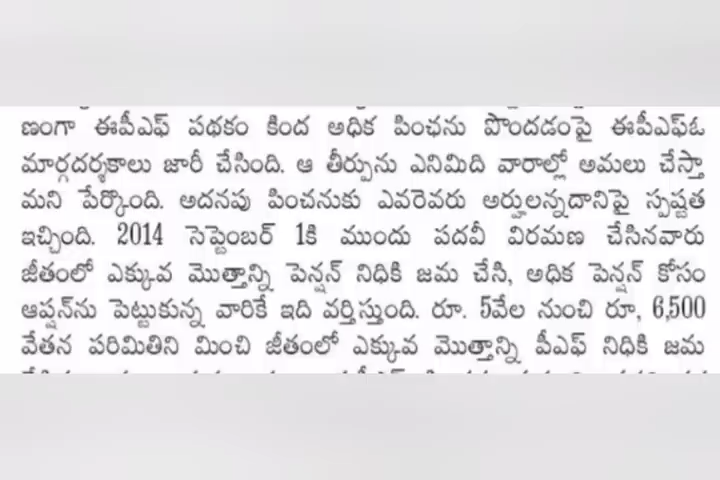 ణంగా ఈపీఎఫ్ పథకం కింద అధిక పింఛను పొందడంపై ఈపీఎఫ్ఓ
మార్గదర్శకాలు జారీ చేసింది. ఆ తీర్పును ఎనిమిది వారాల్లో అమలు చేస్తా
మని పేర్కొంది. అదనపు పించనుకు ఎవరెవరు అర్హులన్నదానిపై స్పష్టత
ఇచ్చింది. 2014 సెప్టెంబర్ 1కి ముందు పదవీ విరమణ చేసినవారు
జీతంలో ఎక్కువ మొత్తాన్ని పెన్షన్ నిధికి జమ చేసి, అధిక పెన్షన్ కోసం
ఆప్షన్‌ను పెట్టుకున్న వారికే ఇది వర్తిస్తుంది. రూ. 5వేల నుంచి రూ, 6,500
వేతన పరిమితిని మించి జీతంలో ఎక్కువ మొత్తాన్ని పీఎఫ్ నిధికి జమ